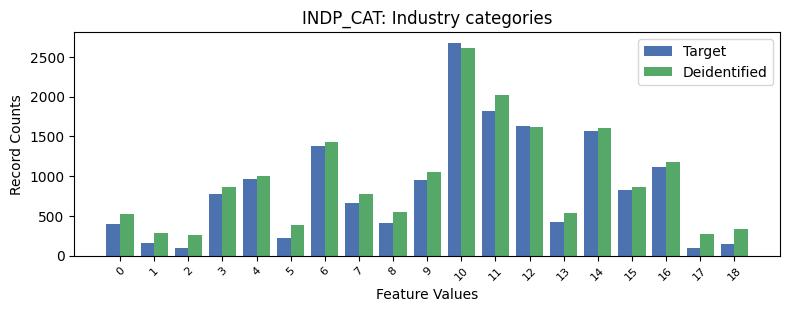 INDP_CAT: Industry categories
Target
Deidentified
Record Counts
2500
2000
1500
1000
500
0
0 1 2 3 4 5 6 7 8 9 10 11 12 13 14 15 16 17 18
Feature Values